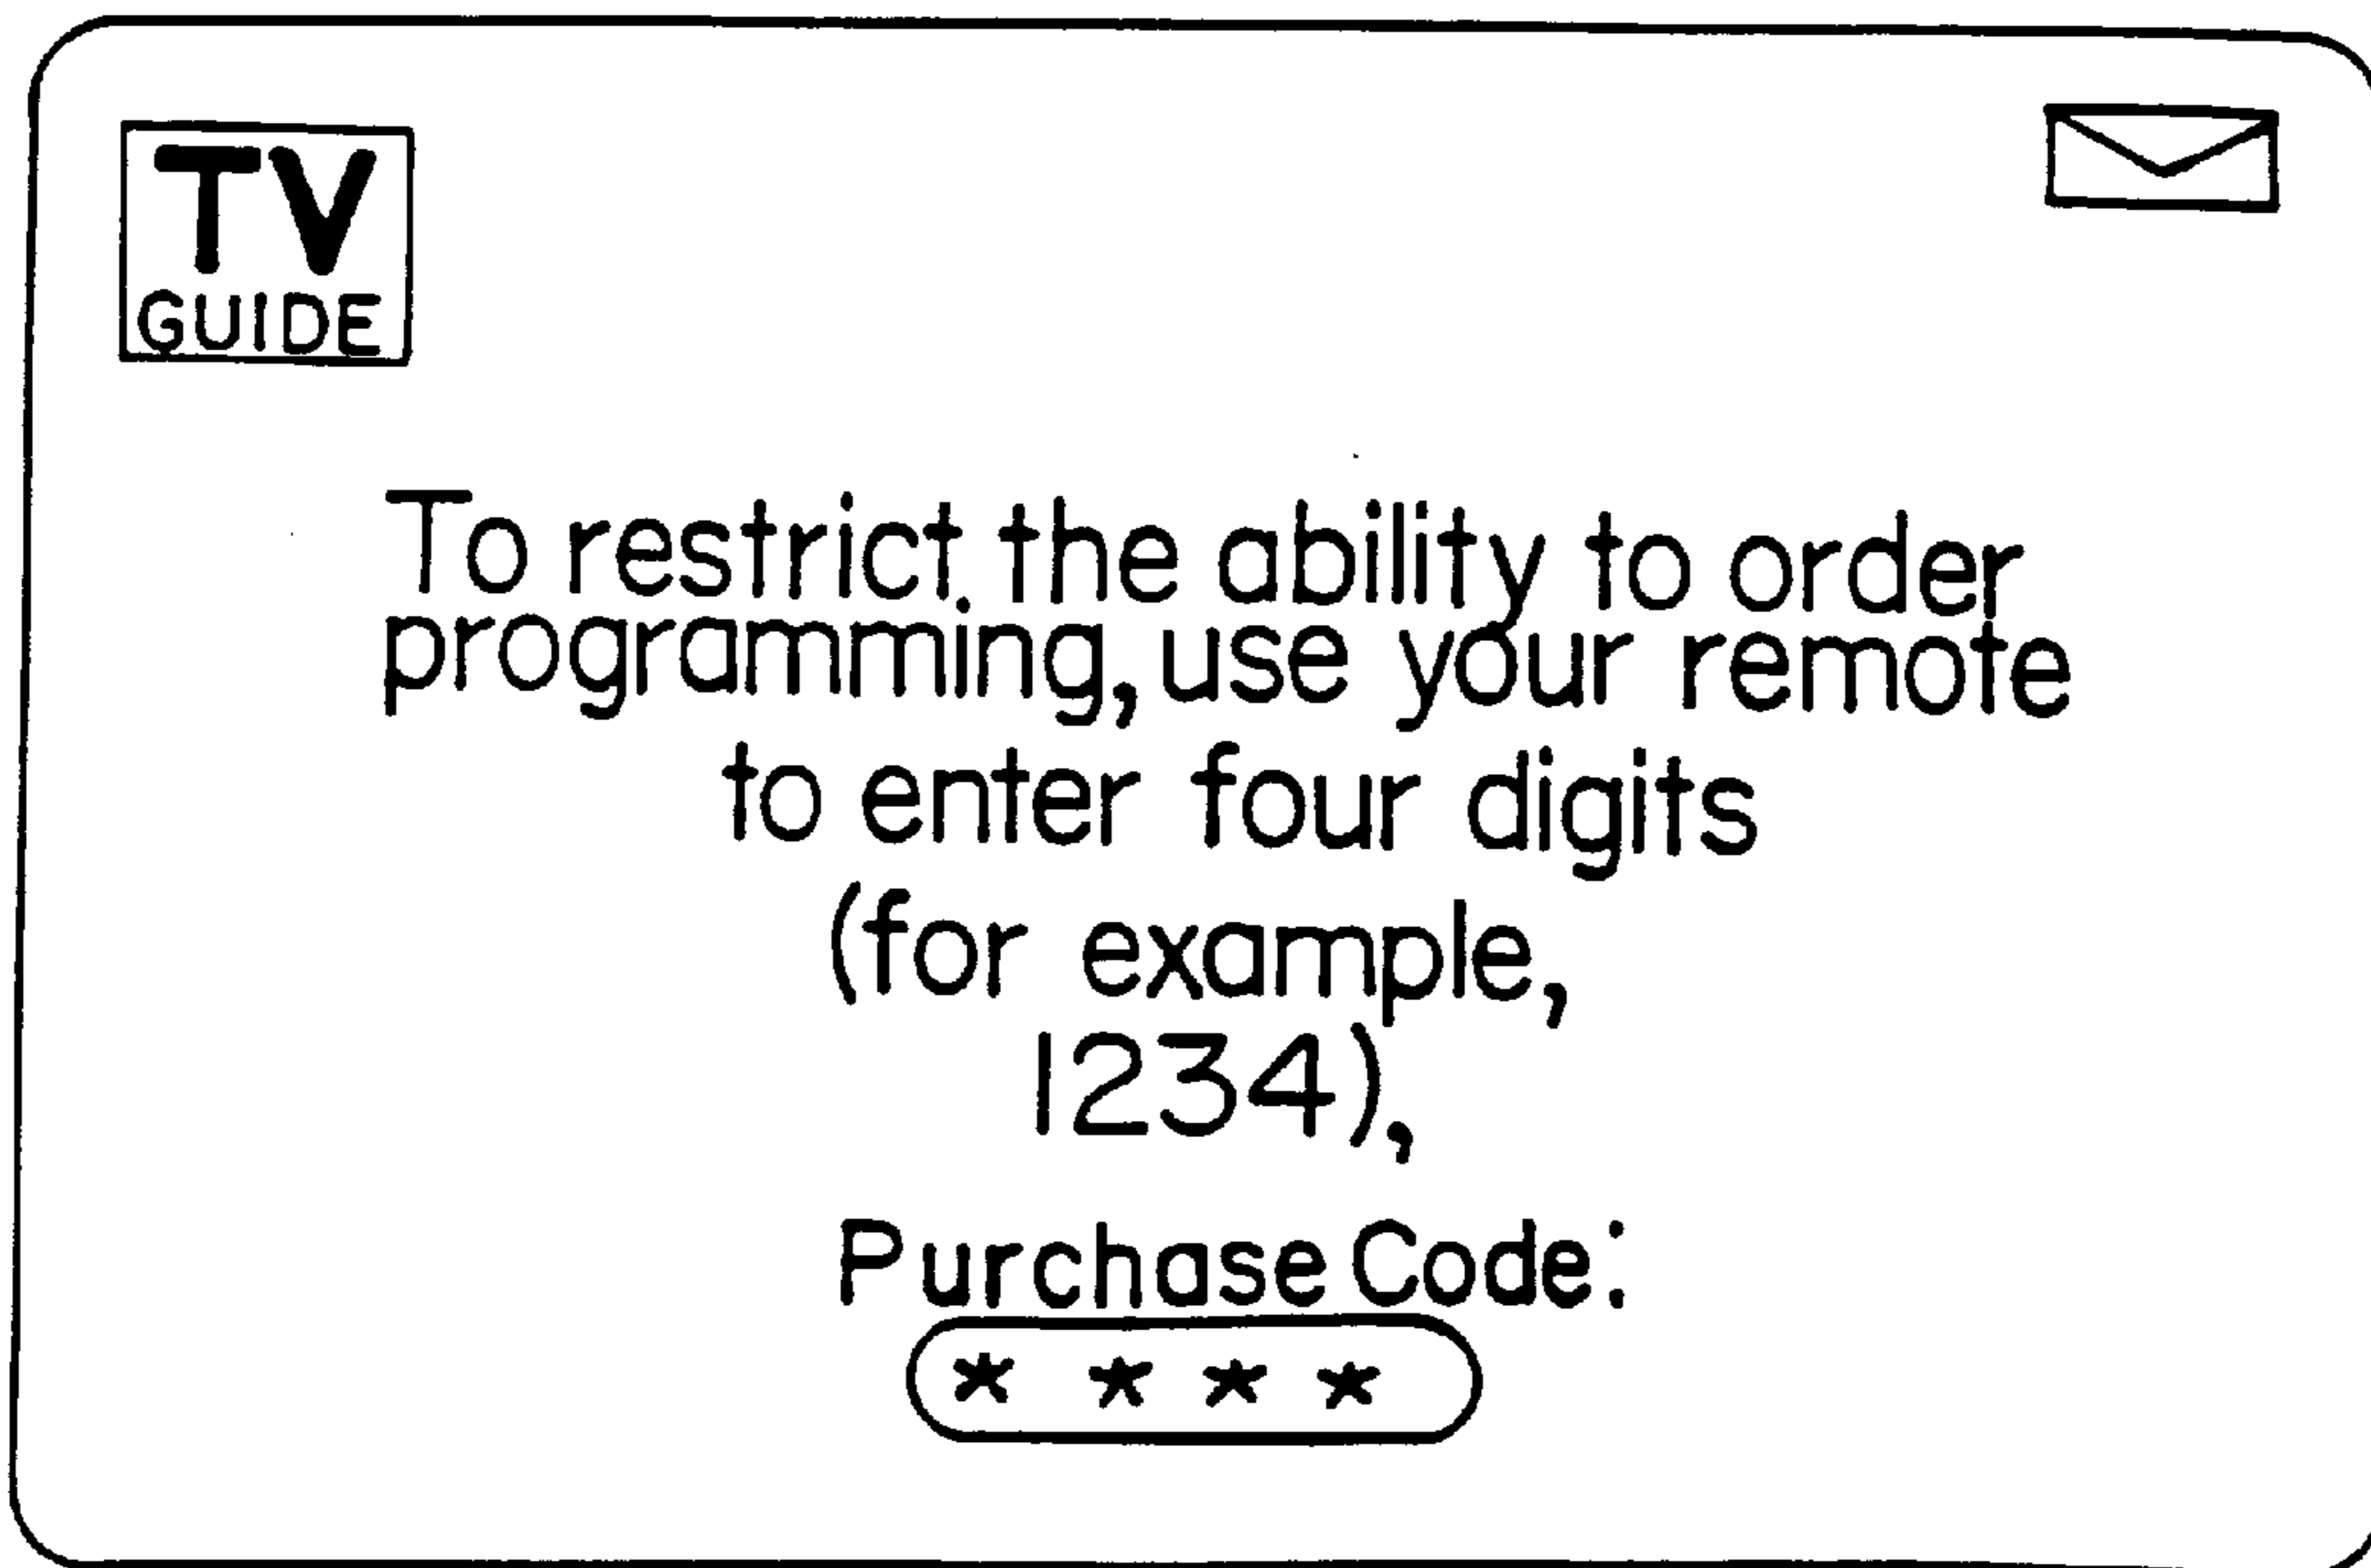 TV
GUIDE
To restrict the ability to order
programming, use your remote
to enter four digits
(for example,
1234),
Purchase Code:
* * * *